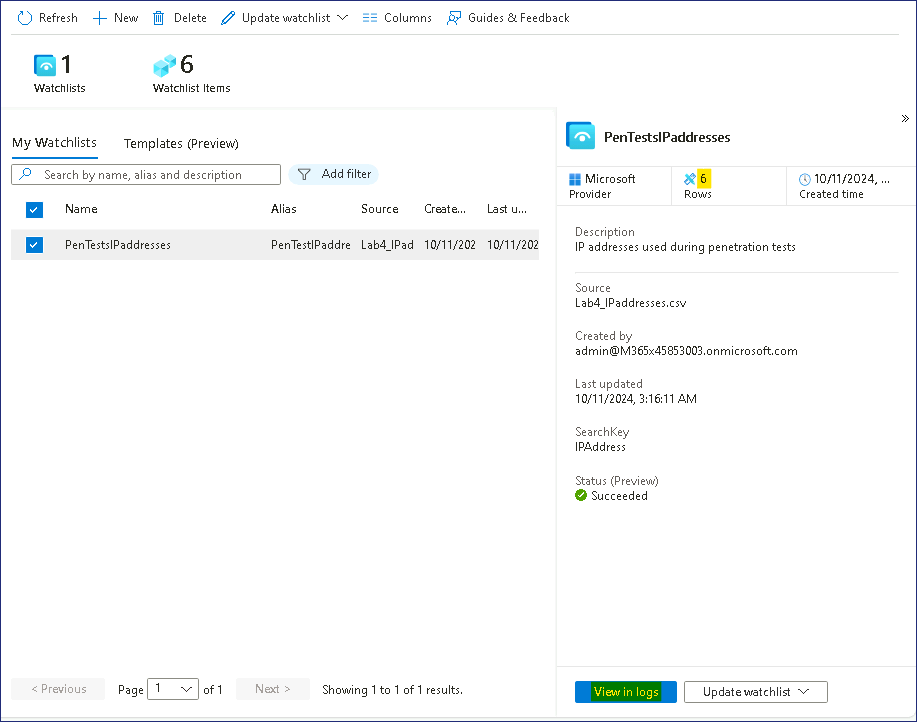 Refresh New Delete Update watchlist Columns Guides & Feedback
1
Watchlists
6
Watchlist Items
My Watchlists Templates (Preview)
Search by name, alias and description Add filter
Name Alias Source Create... Last u...
PenTestsIPaddresses PenTestIPaddre Lab4_IPad 10/11/202 10/11/202
< Previous Page 1 of 1 Next > Showing 1 to 1 of 1 results.
»
PenTestsIPaddresses
Microsoft
Provider
6
Rows
10/11/2024, ...
Created time
Description
IP addresses used during penetration tests
Source
Lab4_IPaddresses.csv
Created by
admin@M365x45853003.onmicrosoft.com
Last updated
10/11/2024, 3:16:11 AM
SearchKey
IPAddress
Status (Preview)
Succeeded
View in logs Update watchlist